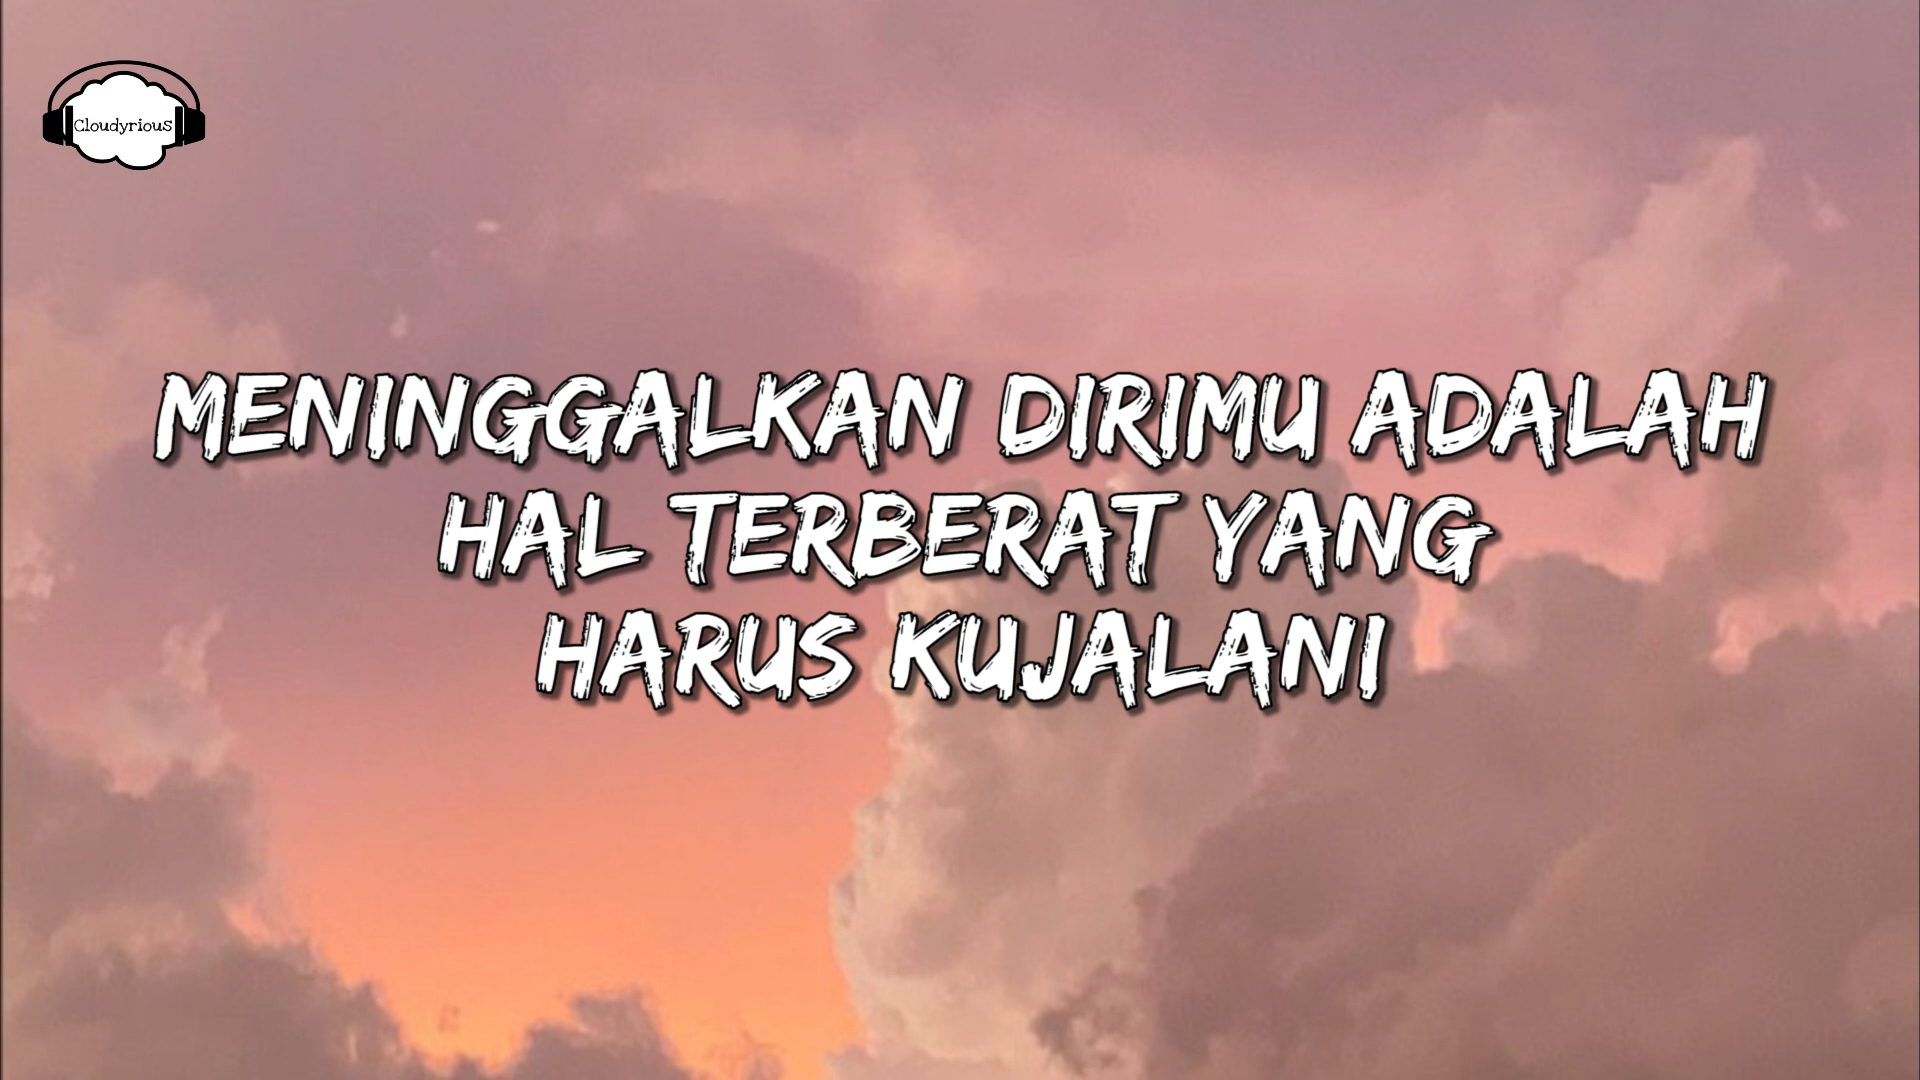 Cloudyrious
MENINGGALKAN DIRIMU ADALAH
HAL TERBERAT YANG
HARUS KUJALANI